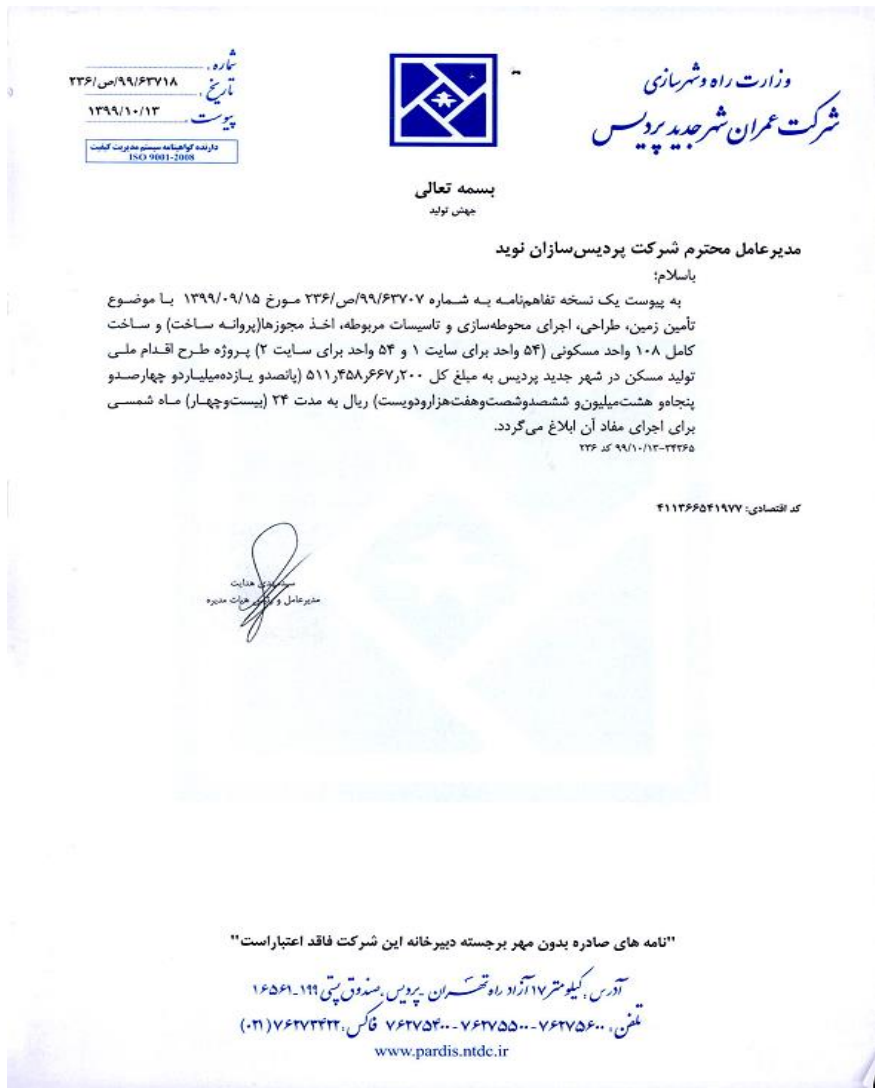 وزارت راه و شهرسازی
شرکت عمران شهر جدید پردیس
شماره:
۲۳۶/ص/۹۹/۶۳۷۱۸
تاریخ:
۱۳۹۹/۱۰/۱۳
پیوست:
دارنده گواهینامه سیستم مدیریت کیفیت
ISO 9001-2008
بسمه تعالی
جهش تولید
مدیرعامل محترم شرکت پردیس‌سازان نوید
باسلام؛
به پیوست یک نسخه تفاهم‌نامه به شماره ۲۳۶/ص/۹۹/۶۳۷۰۷ مورخ ۱۳۹۹/۰۹/۱۵ با موضوع
تأمین زمین، طراحی، اجرای محوطه‌سازی و تاسیسات مربوطه، اخذ مجوزها(پروانه ساخت) و ساخت
کامل ۱۰۸ واحد مسکونی (۵۴ واحد برای سایت ۱ و ۵۴ واحد برای سایت ۲) پروژه طرح اقدام ملی
تولید مسکن در شهر جدید پردیس به مبلغ کل ۵۱۱٫۴۵۸٫۶۶۷٫۲۰۰ (پانصدو یازده‌میلیاردو چهارصدو
پنجاه‌و هشت‌میلیون‌و ششصدوشصت‌وهفت‌هزارودویست) ریال به مدت ۲۴ (بیست‌وچهار) ماه شمسی
برای اجرای مفاد آن ابلاغ می‌گردد.
۹۹/۱۰/۱۳-۳۴۳۶۵ کد ۲۳۶
کد اقتصادی: ۴۱۱۳۶۶۵۴۱۹۷۷
سیدمهدی هدایت
مدیرعامل و رئیس هیات مدیره
"نامه های صادره بدون مهر برجسته دبیرخانه این شرکت فاقد اعتباراست"
آدرس: کیلومتر ۱۷ آزاد راه تهران - پردیس، صندوق پستی ۱۹۹-۱۶۵۶۱
تلفن: ۷۶۲۷۵۶۰۰-۷۶۲۷۵۵۰۰-۷۶۲۷۵۴۰۰ فاکس: ۷۶۲۷۳۴۲۲(۰۲۱)
www.pardis.ntdc.ir